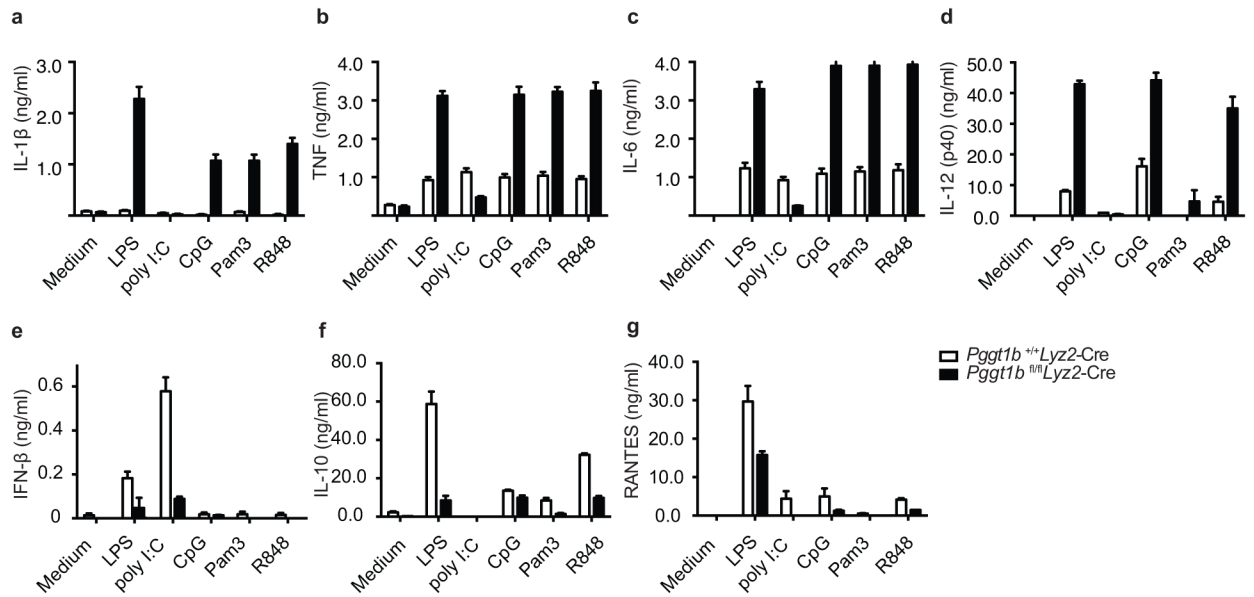 a
IL-1β (ng/ml)
3.0
2.0
1.0
Medium
LPS
poly I:C
CpG
Pam3
R848
b
TNF (ng/ml)
4.0
3.0
2.0
1.0
Medium
LPS
poly I:C
CpG
Pam3
R848
c
IL-6 (ng/ml)
4.0
3.0
2.0
1.0
Medium
LPS
poly I:C
CpG
Pam3
R848
d
IL-12 (p40) (ng/ml)
50.0
40.0
30.0
20.0
10.0
0.0
Medium
LPS
poly I:C
CpG
Pam3
R848
e
IFN-β (ng/ml)
0.6
0.4
0.2
0
Medium
LPS
poly I:C
CpG
Pam3
R848
f
IL-10 (ng/ml)
80.0
60.0
40.0
20.0
0.0
Medium
LPS
poly I:C
CpG
Pam3
R848
g
RANTES (ng/ml)
40.0
30.0
20.0
10.0
0.0
Medium
LPS
poly I:C
CpG
Pam3
R848
Pggt1b +/+Lyz2-Cre
Pggt1b fl/flLyz2-Cre